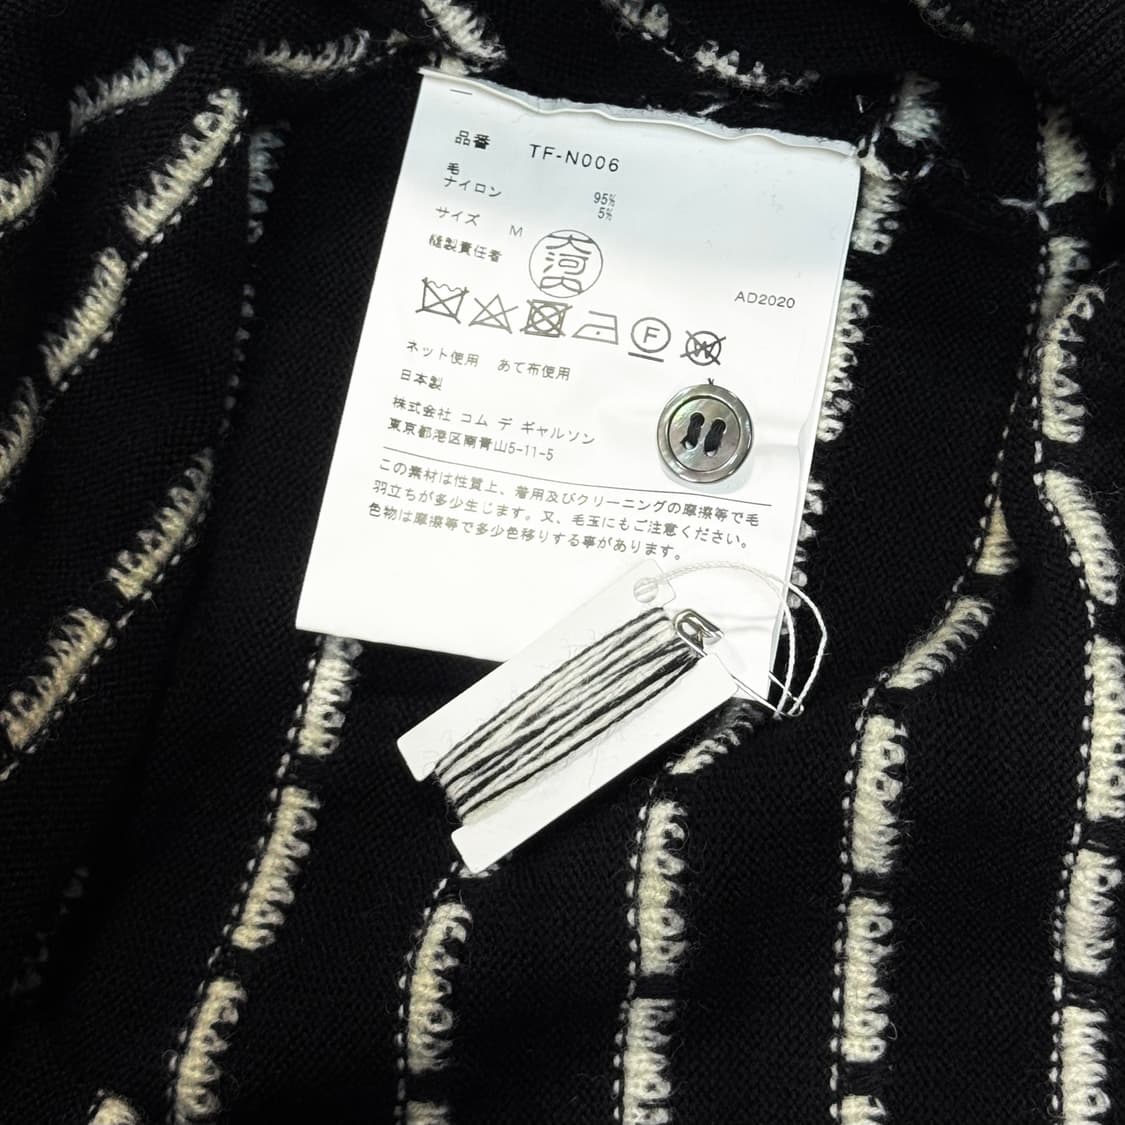 品番 TF-N006
毛 95%
ナイロン 5%
サイズ M
縫製責任者 大河内
AD2020
F W
ネット使用 あて布使用
日本製
株式会社 コム デ ギャルソン
東京都港区南青山5-11-5
この素材は性質上、着用及びクリーニングの摩擦等で毛
羽立ちが多少生じます。又、毛玉にもご注意ください。
色物は摩擦等で多少色移りする事があります。